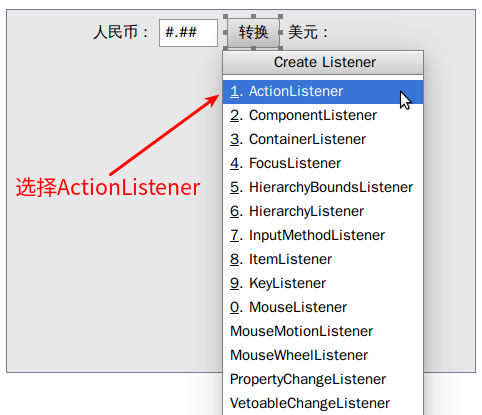 人民币： #.## 转换 美元：
Create Listener
1. ActionListener
2. ComponentListener
3. ContainerListener
4. FocusListener
选择ActionListener
5. HierarchyBoundsListener
6. HierarchyListener
7. InputMethodListener
8. ItemListener
9. KeyListener
0. MouseListener
MouseMotionListener
MouseWheelListener
PropertyChangeListener
VetoableChangeListener